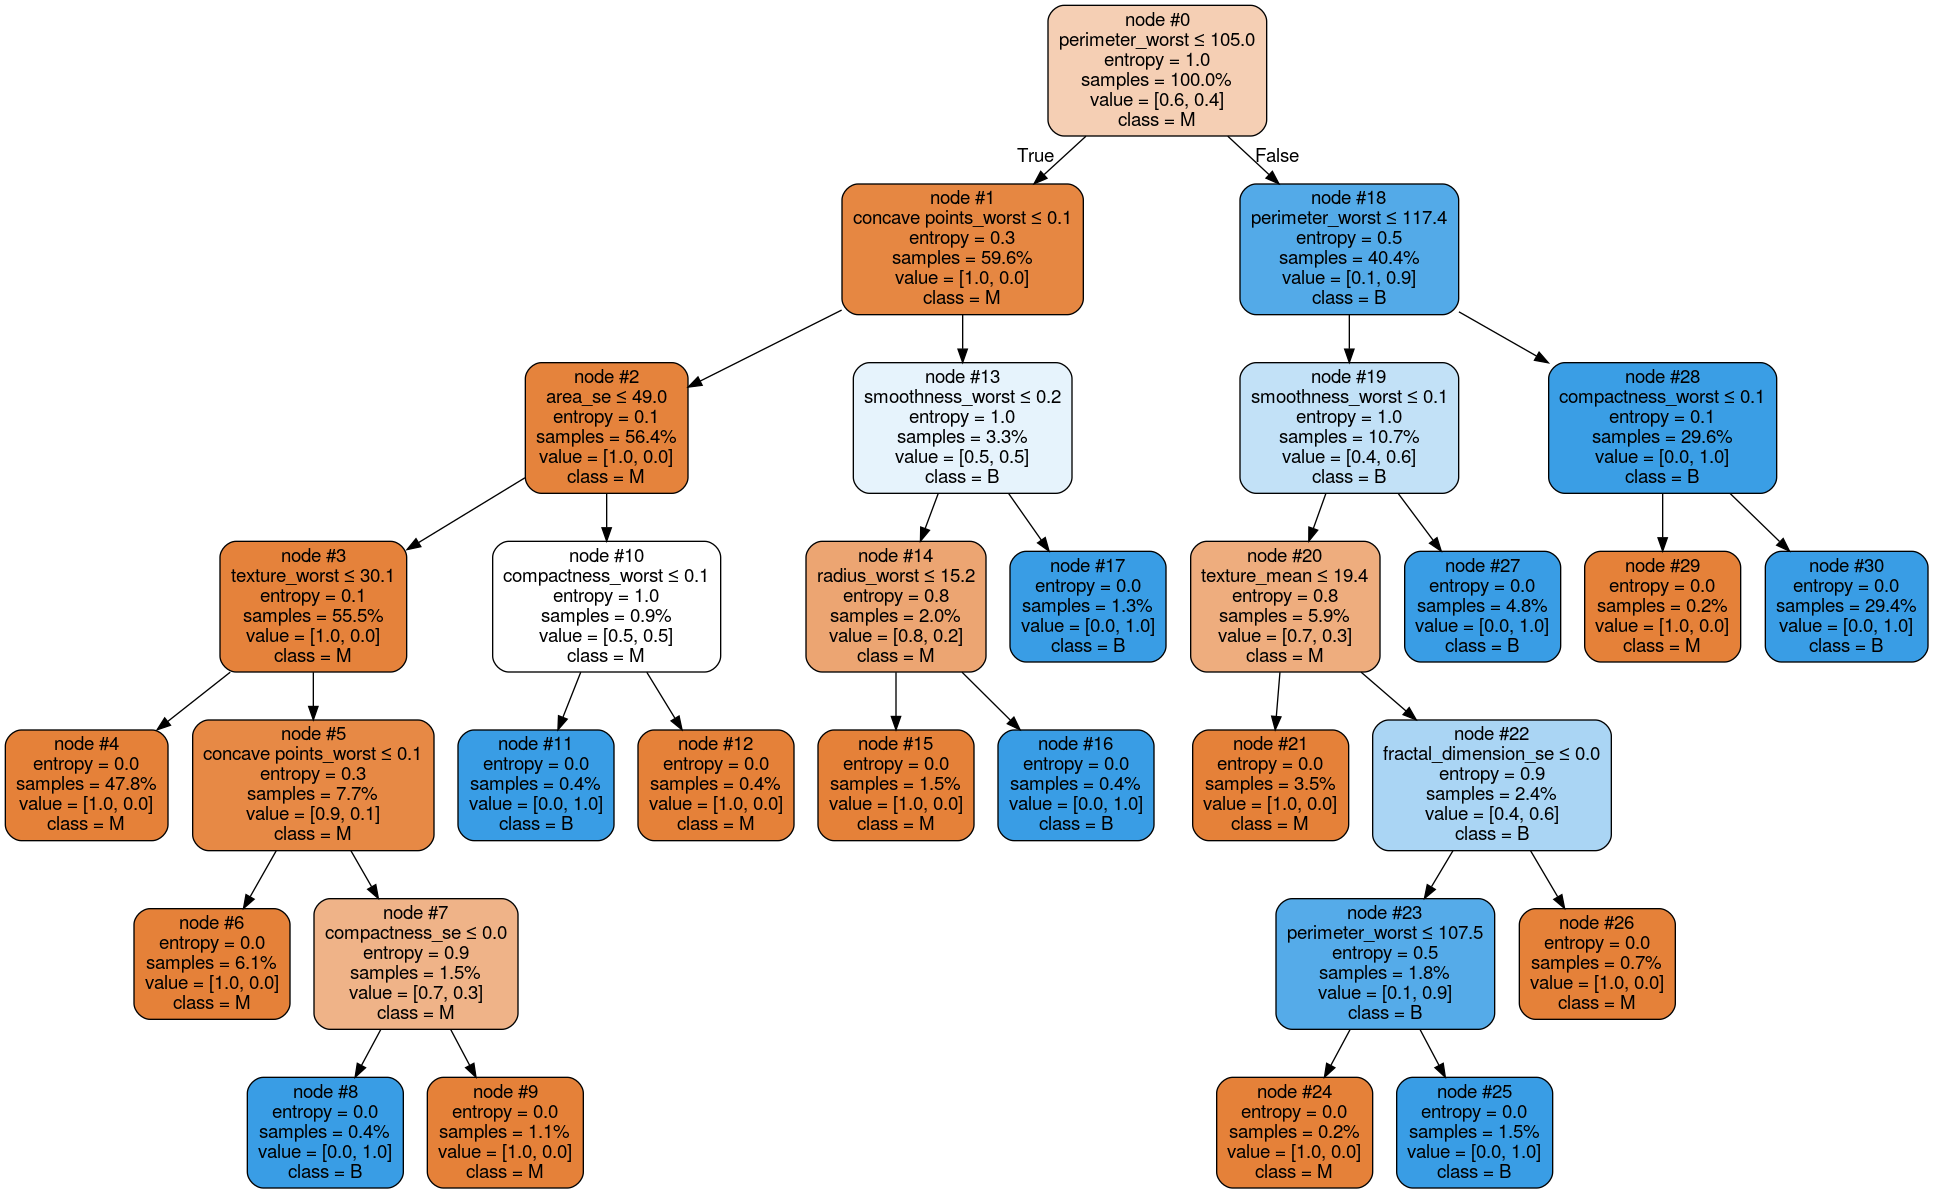 node #0
perimeter_worst ≤ 105.0
entropy = 1.0
samples = 100.0%
value = [0.6, 0.4]
class = M
True
False
node #1
concave points_worst ≤ 0.1
entropy = 0.3
samples = 59.6%
value = [1.0, 0.0]
class = M
node #18
perimeter_worst ≤ 117.4
entropy = 0.5
samples = 40.4%
value = [0.1, 0.9]
class = B
node #2
area_se ≤ 49.0
entropy = 0.1
samples = 56.4%
value = [1.0, 0.0]
class = M
node #13
smoothness_worst ≤ 0.2
entropy = 1.0
samples = 3.3%
value = [0.5, 0.5]
class = B
node #19
smoothness_worst ≤ 0.1
entropy = 1.0
samples = 10.7%
value = [0.4, 0.6]
class = B
node #28
compactness_worst ≤ 0.1
entropy = 0.1
samples = 29.6%
value = [0.0, 1.0]
class = B
node #3
texture_worst ≤ 30.1
entropy = 0.1
samples = 55.5%
value = [1.0, 0.0]
class = M
node #10
compactness_worst ≤ 0.1
entropy = 1.0
samples = 0.9%
value = [0.5, 0.5]
class = M
node #14
radius_worst ≤ 15.2
entropy = 0.8
samples = 2.0%
value = [0.8, 0.2]
class = M
node #17
entropy = 0.0
samples = 1.3%
value = [0.0, 1.0]
class = B
node #20
texture_mean ≤ 19.4
entropy = 0.8
samples = 5.9%
value = [0.7, 0.3]
class = M
node #27
entropy = 0.0
samples = 4.8%
value = [0.0, 1.0]
class = B
node #29
entropy = 0.0
samples = 0.2%
value = [1.0, 0.0]
class = M
node #30
entropy = 0.0
samples = 29.4%
value = [0.0, 1.0]
class = B
node #4
entropy = 0.0
samples = 47.8%
value = [1.0, 0.0]
class = M
node #5
concave points_worst ≤ 0.1
entropy = 0.3
samples = 7.7%
value = [0.9, 0.1]
class = M
node #11
entropy = 0.0
samples = 0.4%
value = [0.0, 1.0]
class = B
node #12
entropy = 0.0
samples = 0.4%
value = [1.0, 0.0]
class = M
node #15
entropy = 0.0
samples = 1.5%
value = [1.0, 0.0]
class = M
node #16
entropy = 0.0
samples = 0.4%
value = [0.0, 1.0]
class = B
node #21
entropy = 0.0
samples = 3.5%
value = [1.0, 0.0]
class = M
node #22
fractal_dimension_se ≤ 0.0
entropy = 0.9
samples = 2.4%
value = [0.4, 0.6]
class = B
node #6
entropy = 0.0
samples = 6.1%
value = [1.0, 0.0]
class = M
node #7
compactness_se ≤ 0.0
entropy = 0.9
samples = 1.5%
value = [0.7, 0.3]
class = M
node #23
perimeter_worst ≤ 107.5
entropy = 0.5
samples = 1.8%
value = [0.1, 0.9]
class = B
node #26
entropy = 0.0
samples = 0.7%
value = [1.0, 0.0]
class = M
node #8
entropy = 0.0
samples = 0.4%
value = [0.0, 1.0]
class = B
node #9
entropy = 0.0
samples = 1.1%
value = [1.0, 0.0]
class = M
node #24
entropy = 0.0
samples = 0.2%
value = [1.0, 0.0]
class = M
node #25
entropy = 0.0
samples = 1.5%
value = [0.0, 1.0]
class = B